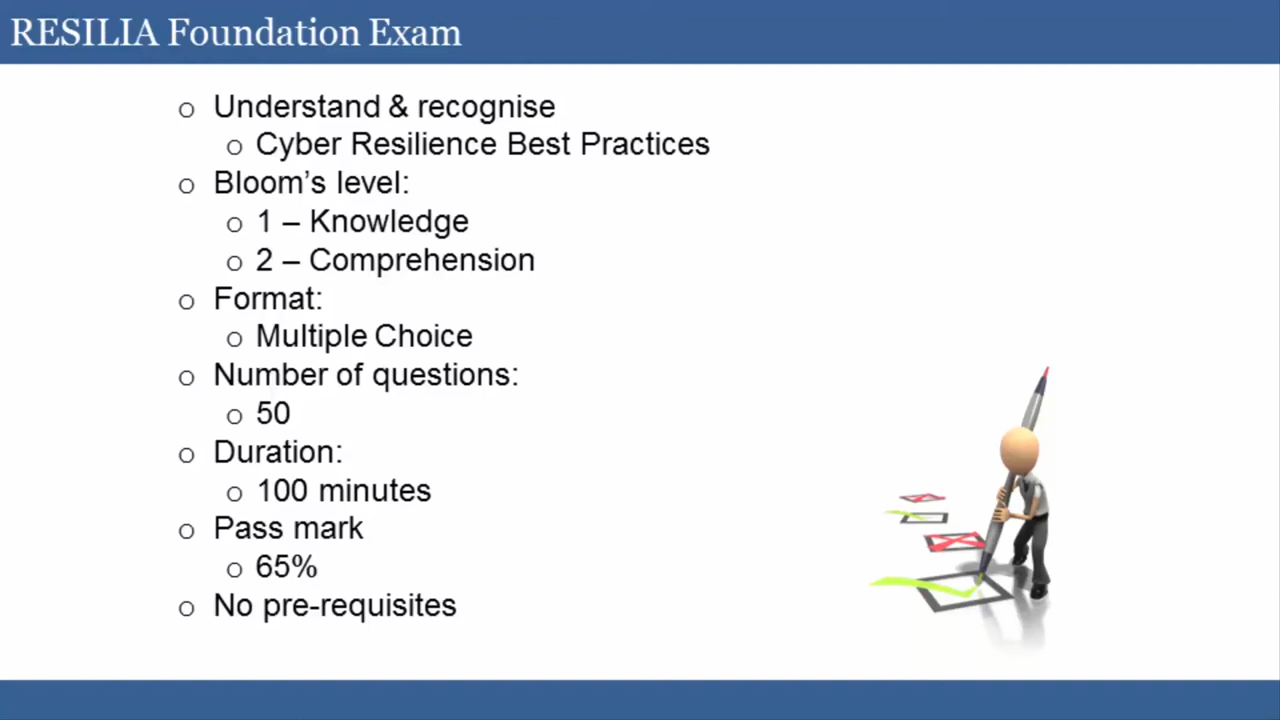 RESILIA Foundation Exam
o Understand & recognise
o Cyber Resilience Best Practices
o Bloom's level:
o 1 – Knowledge
o 2 – Comprehension
o Format:
o Multiple Choice
o Number of questions:
o 50
o Duration:
o 100 minutes
o Pass mark
o 65%
o No pre-requisites